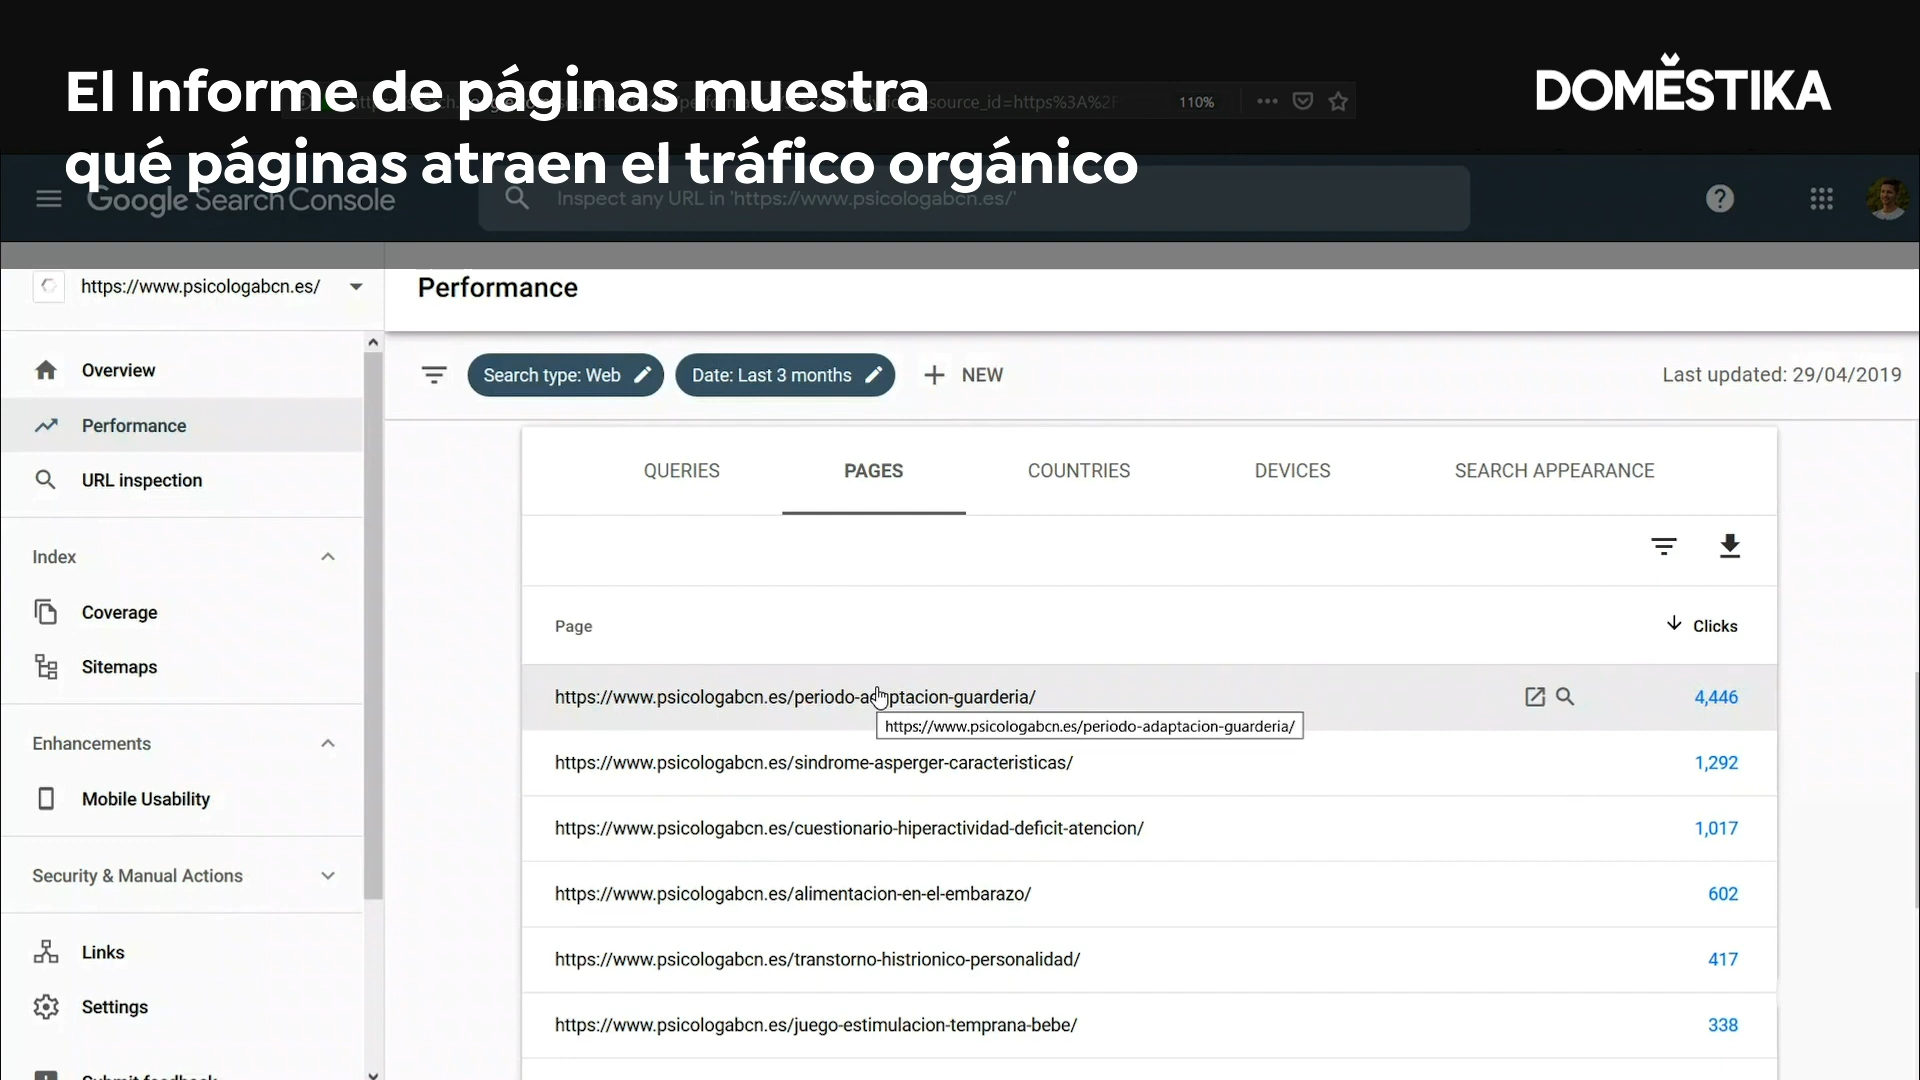 El Informe de páginas muestra
qué páginas atraen el tráfico orgánico
DOMĚSTIKA
110%
Google Search Console
Inspect any URL in 'https://www.psicologabcn.es/'
https://www.psicologabcn.es/
Performance
Overview
Performance
URL inspection
Index
Coverage
Sitemaps
Enhancements
Mobile Usability
Security & Manual Actions
Links
Settings
Search type: Web
Date: Last 3 months
NEW
Last updated: 29/04/2019
QUERIES
PAGES
COUNTRIES
DEVICES
SEARCH APPEARANCE
Page
Clicks
https://www.psicologabcn.es/periodo-adaptacion-guarderia/ 4,446
https://www.psicologabcn.es/periodo-adaptacion-guarderia/
https://www.psicologabcn.es/sindrome-asperger-caracteristicas/ 1,292
https://www.psicologabcn.es/cuestionario-hiperactividad-deficit-atencion/ 1,017
https://www.psicologabcn.es/alimentacion-en-el-embarazo/ 602
https://www.psicologabcn.es/transtorno-histrionico-personalidad/ 417
https://www.psicologabcn.es/juego-estimulacion-temprana-bebe/ 338